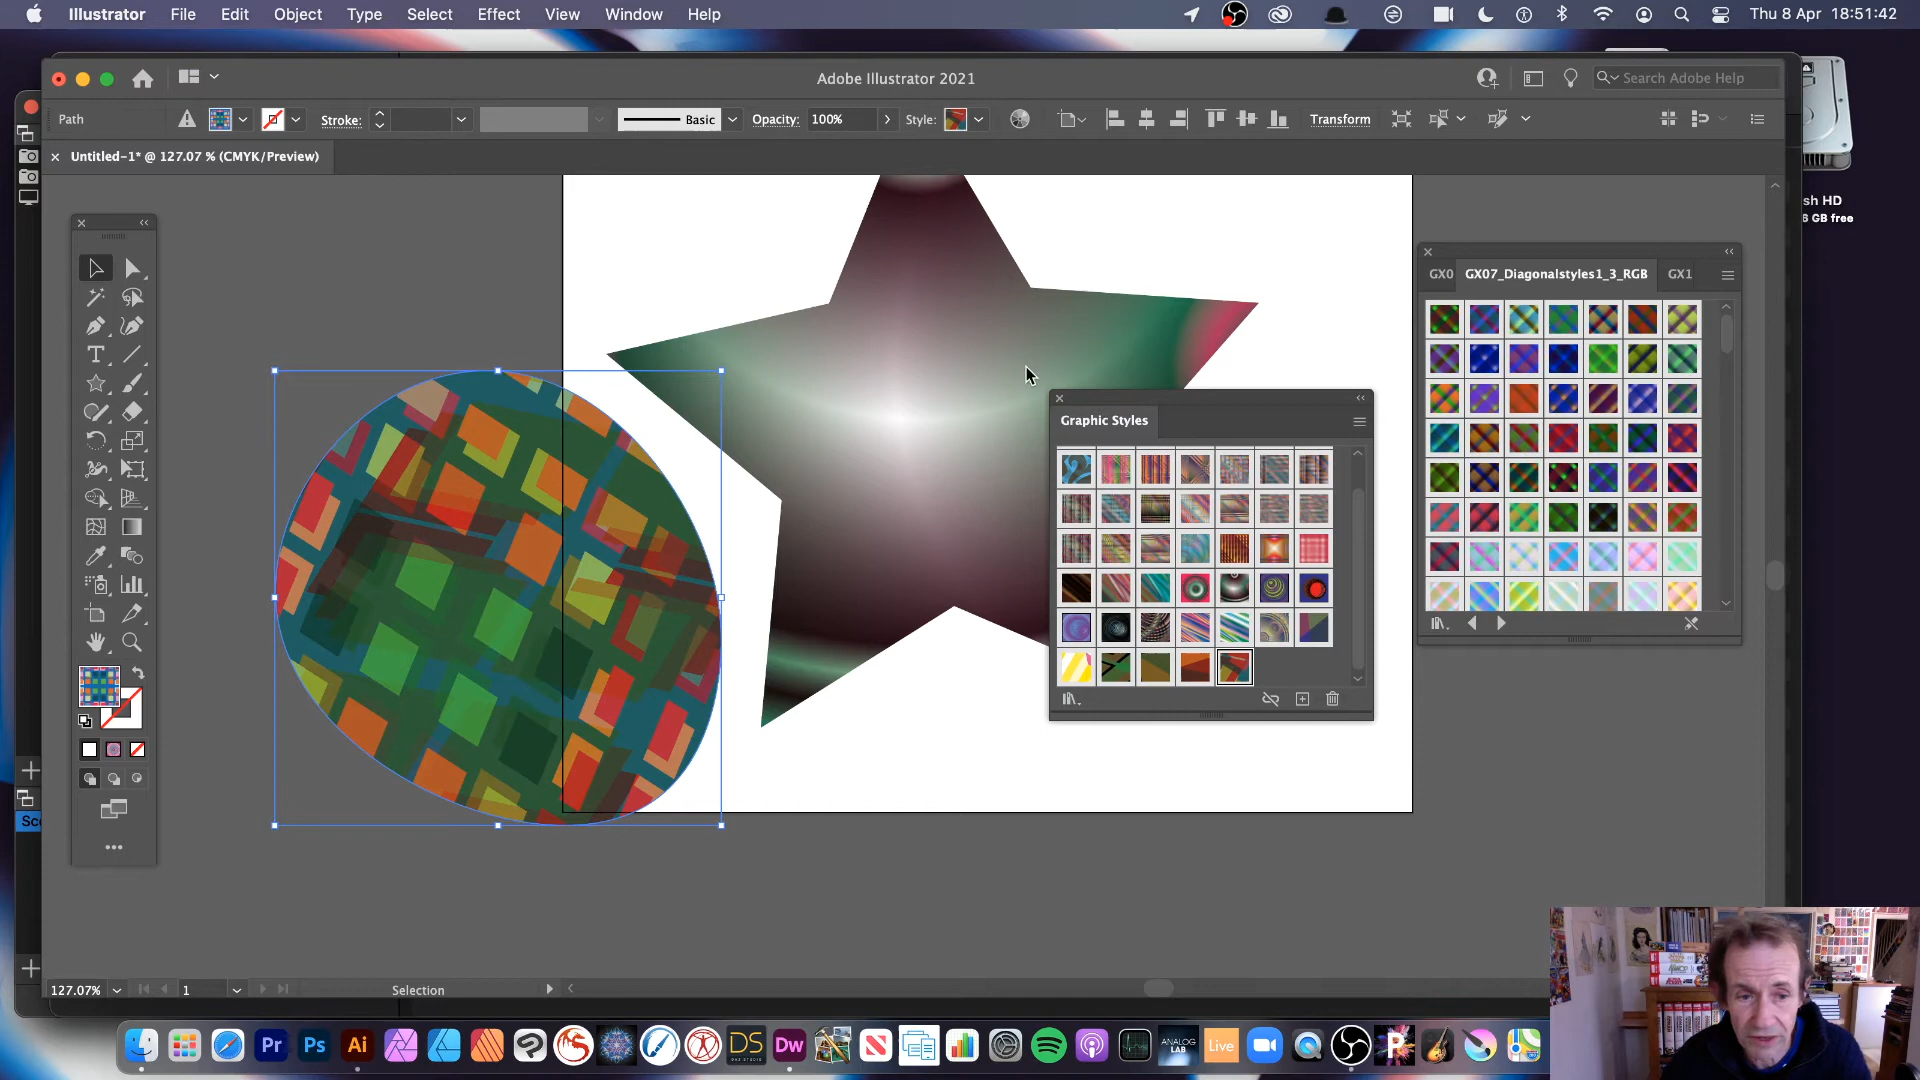 Illustrator File Edit Object Type Select Effect View Window Help
Thu 8 Apr 18:51:42
Adobe Illustrator 2021
Search Adobe Help
Path
Stroke:
Basic
Opacity: 100%
Style:
Transform
Untitled-1* @ 127.07 % (CMYK/Preview)
sh HD
GB free
GX0 GX07_Diagonalstyles1_3_RGB GX1
Graphic Styles
Sce
127.07%
1
Selection
Pr Ps Ai
DS
Dw
ANALOG
LAB
Live
P